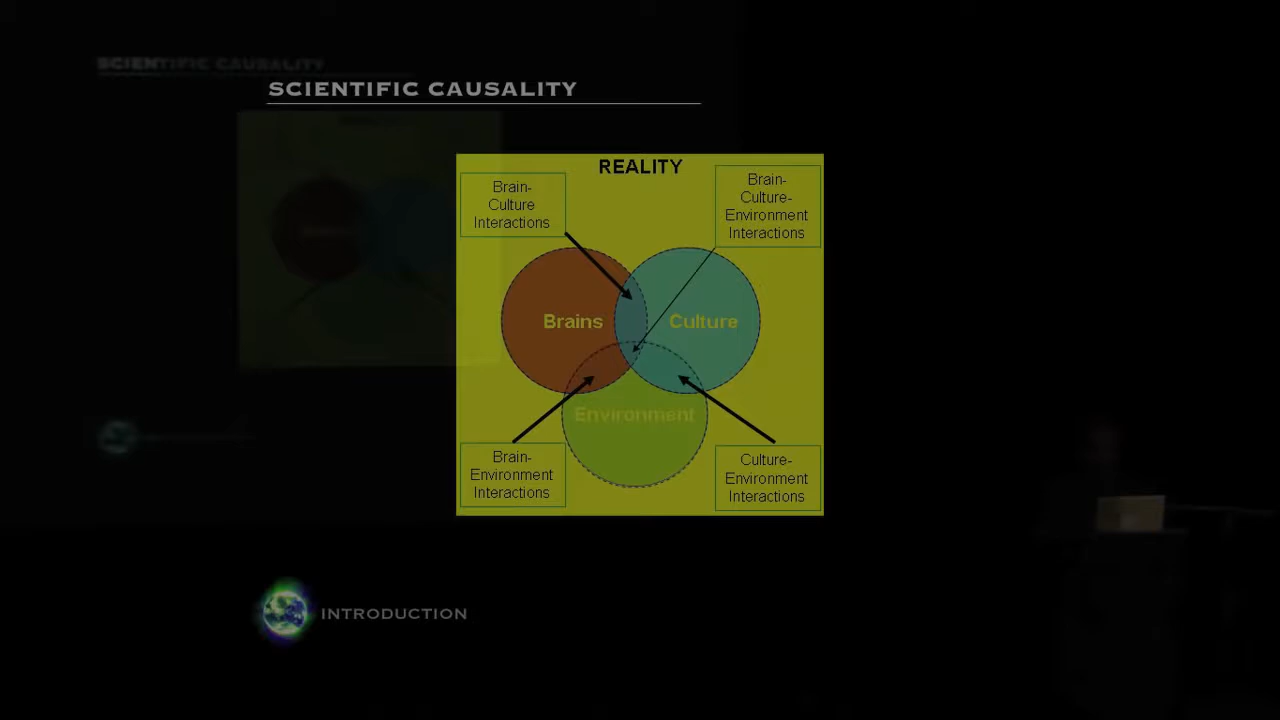 SCIENTIFIC CAUSALITY
SCIENTIFIC CAUSALITY
REALITY
Brain-
Culture
Interactions
Brain-
Culture-
Environment
Interactions
Brains
Culture
Environment
Brain-
Environment
Interactions
Culture-
Environment
Interactions
INTRODUCTION